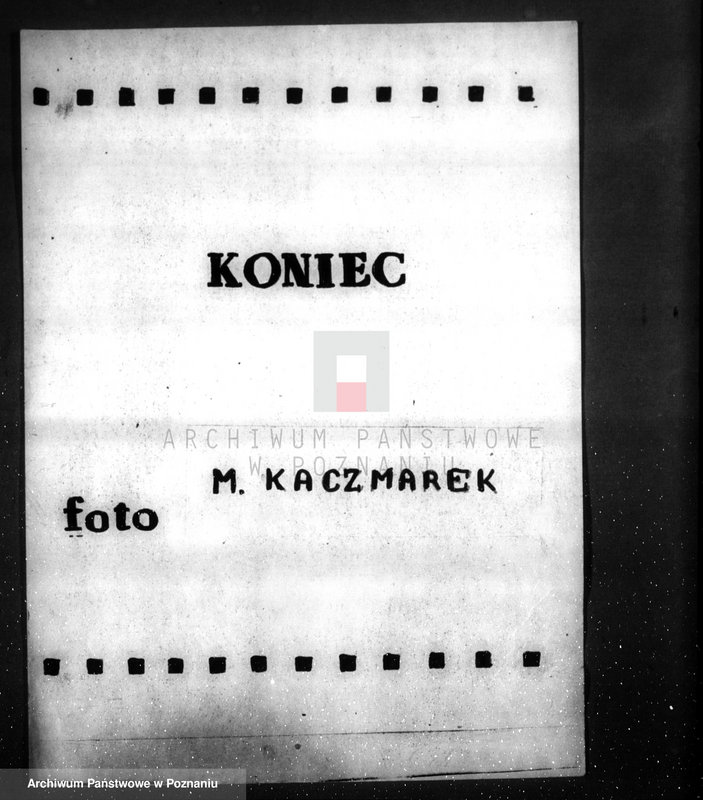 KONIEC
ARCHIWUM PAŃSTWOWE
W POZNANIU
M. KACZMAREK
foto
Archiwum Państwowe w Poznaniu